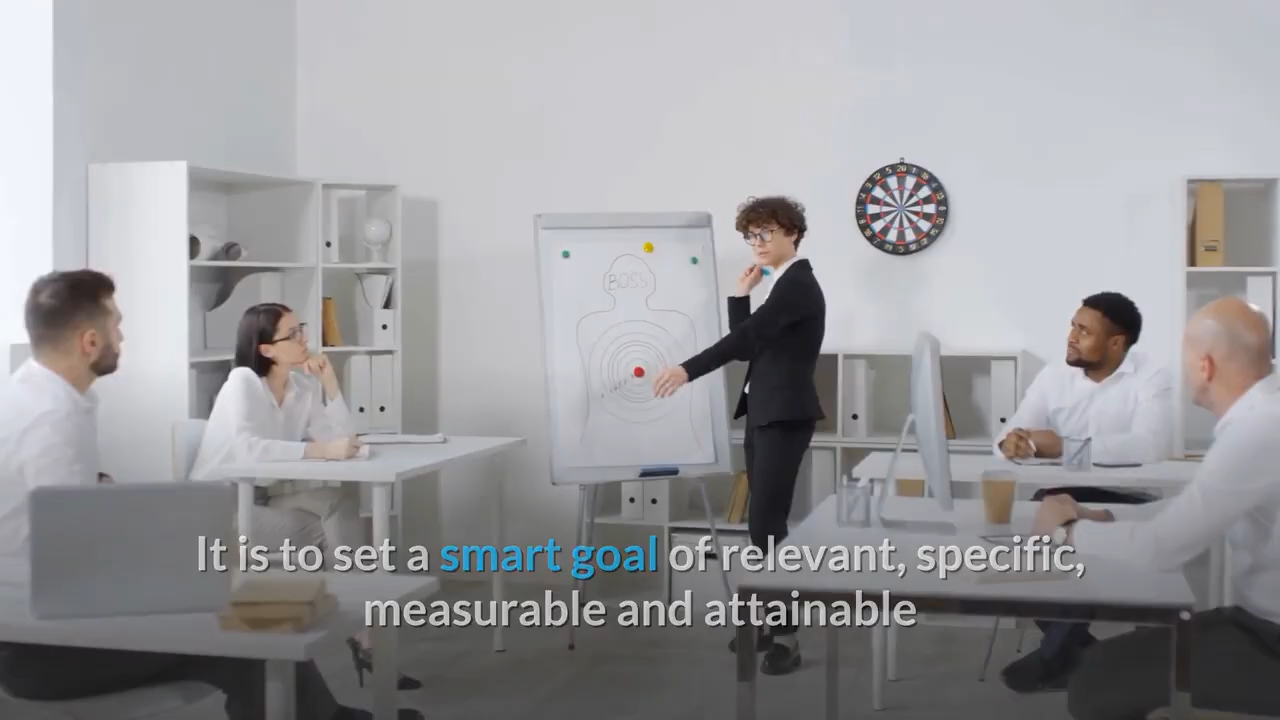 BOSS
It is to set a smart goal of relevant, specific,
measurable and attainable